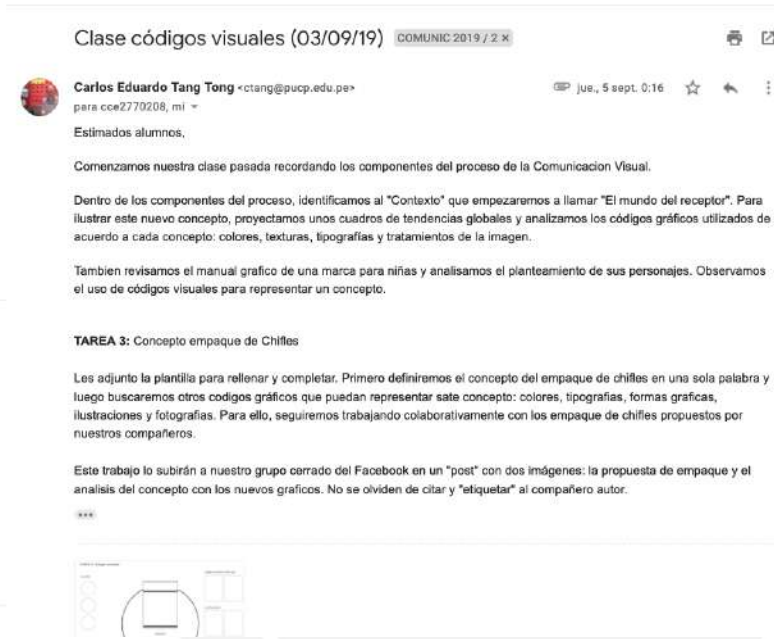 Clase códigos visuales (03/09/19) COMUNIC 2019 / 2 ×
Carlos Eduardo Tang Tong <ctang@pucp.edu.pe> jue., 5 sept. 0:16
para cce2770208, mí
Estimados alumnos,
Comenzamos nuestra clase pasada recordando los componentes del proceso de la Comunicacion Visual.
Dentro de los componentes del proceso, identificamos al "Contexto" que empezaremos a llamar "El mundo del receptor". Para
ilustrar este nuevo concepto, proyectamos unos cuadros de tendencias globales y analizamos los códigos gráficos utilizados de
acuerdo a cada concepto: colores, texturas, tipografías y tratamientos de la imagen.
Tambien revisamos el manual grafico de una marca para niñas y analisamos el planteamiento de sus personajes. Observamos
el uso de códigos visuales para representar un concepto.
TAREA 3: Concepto empaque de Chifles
Les adjunto la plantilla para rellenar y completar. Primero definiremos el concepto del empaque de chifles en una sola palabra y
luego buscaremos otros codigos gráficos que puedan representar sate concepto: colores, tipografias, formas graficas,
ilustraciones y fotografias. Para ello, seguiremos trabajando colaborativamente con los empaque de chifles propuestos por
nuestros compañeros.
Este trabajo lo subirán a nuestro grupo cerrado del Facebook en un "post" con dos imágenes: la propuesta de empaque y el
analisis del concepto con los nuevos graficos. No se olviden de citar y "etiquetar" al compañero autor.